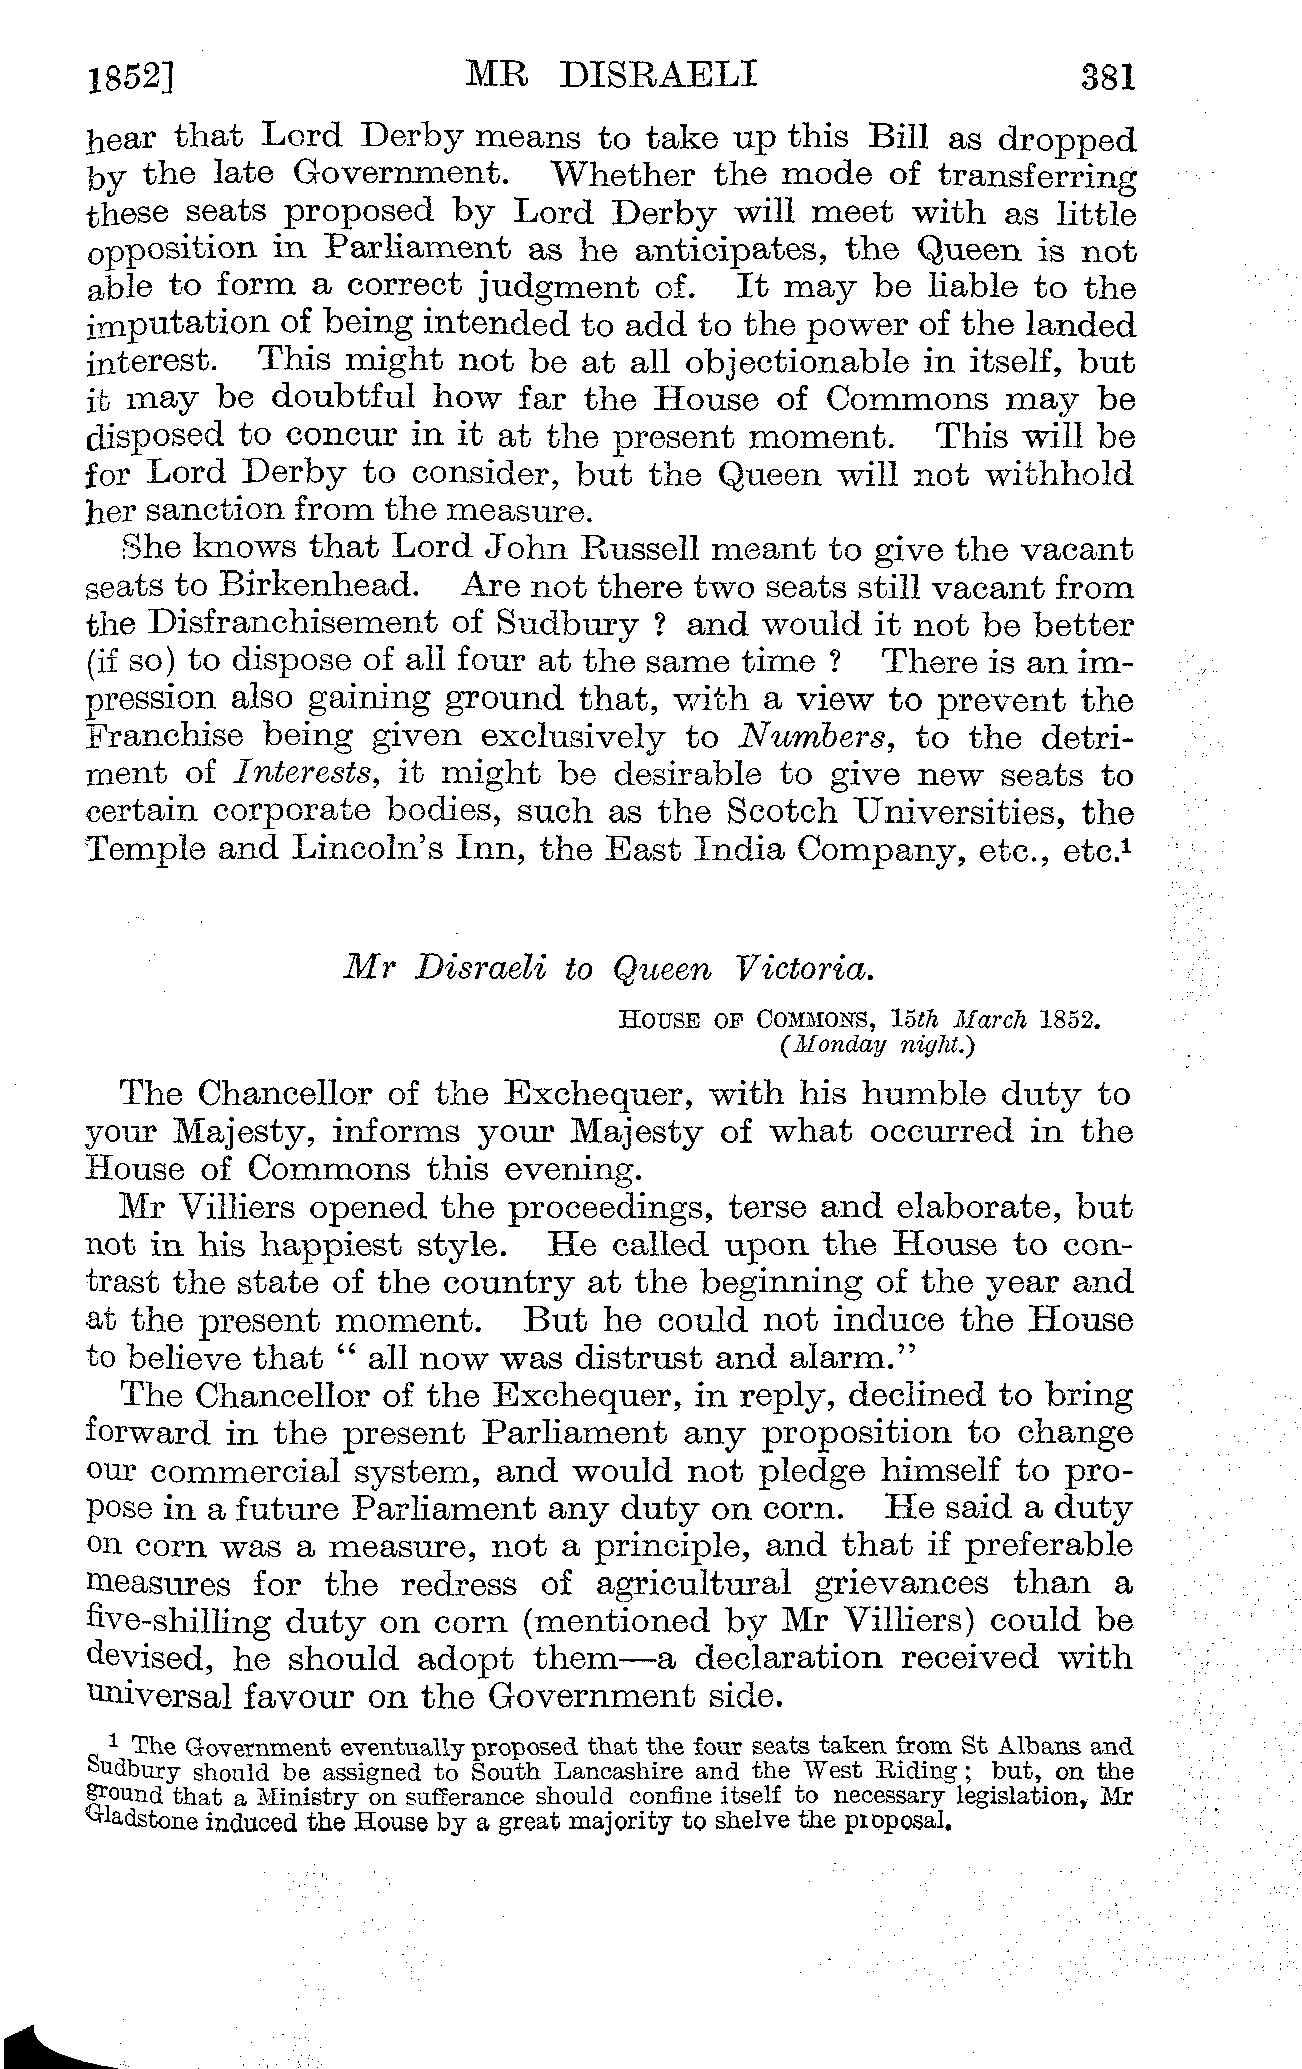 1852] MR DISRAELI 381
hear that Lord Derby means to take up this Bill as dropped
by the late Government. Whether the mode of transferring
these seats proposed by Lord Derby will meet with as little
opposition in Parliament as he anticipates, the Queen is not
able to form a correct judgment of. It may be liable to the
imputation of being intended to add to the power of the landed
interest. This might not be at all objectionable in itself, but
it may be doubtful how far the House of Commons may be
disposed to concur in it at the present moment. This will be
for Lord Derby to consider, but the Queen will not withhold
her sanction from the measure.
She knows that Lord John Russell meant to give the vacant
seats to Birkenhead. Are not there two seats still vacant from
the Disfranchisement of Sudbury ? and would it not be better
(if so) to dispose of all four at the same time ? There is an im-
pression also gaining ground that, with a view to prevent the
Franchise being given exclusively to Numbers, to the detri-
ment of Interests, it might be desirable to give new seats to
certain corporate bodies, such as the Scotch Universities, the
Temple and Lincoln's Inn, the East India Company, etc., etc.¹
Mr Disraeli to Queen Victoria.
HOUSE OF COMMONS, 15th March 1852.
(Monday night.)
The Chancellor of the Exchequer, with his humble duty to
your Majesty, informs your Majesty of what occurred in the
House of Commons this evening.
Mr Villiers opened the proceedings, terse and elaborate, but
not in his happiest style. He called upon the House to con-
trast the state of the country at the beginning of the year and
at the present moment. But he could not induce the House
to believe that “ all now was distrust and alarm.”
The Chancellor of the Exchequer, in reply, declined to bring
forward in the present Parliament any proposition to change
our commercial system, and would not pledge himself to pro-
pose in a future Parliament any duty on corn. He said a duty
on corn was a measure, not a principle, and that if preferable
measures for the redress of agricultural grievances than a
five-shilling duty on corn (mentioned by Mr Villiers) could be
devised, he should adopt them—a declaration received with
universal favour on the Government side.
¹ The Government eventually proposed that the four seats taken from St Albans and
Sudbury should be assigned to South Lancashire and the West Riding ; but, on the
ground that a Ministry on sufferance should confine itself to necessary legislation, Mr
Gladstone induced the House by a great majority to shelve the proposal.